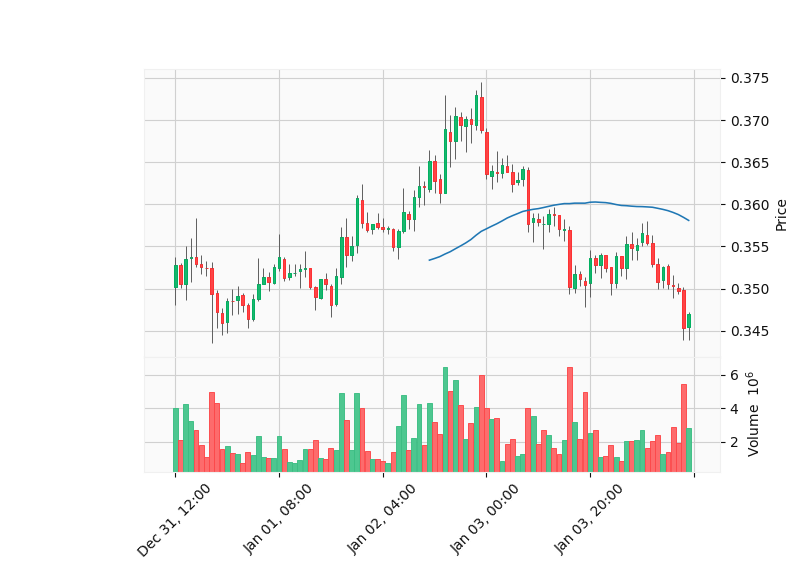 0.375
0.370
0.365
0.360
0.355
0.350
0.345
Price
6
4
2
Volume 10^6
Dec 31, 12:00
Jan 01, 08:00
Jan 02, 04:00
Jan 03, 00:00
Jan 03, 20:00